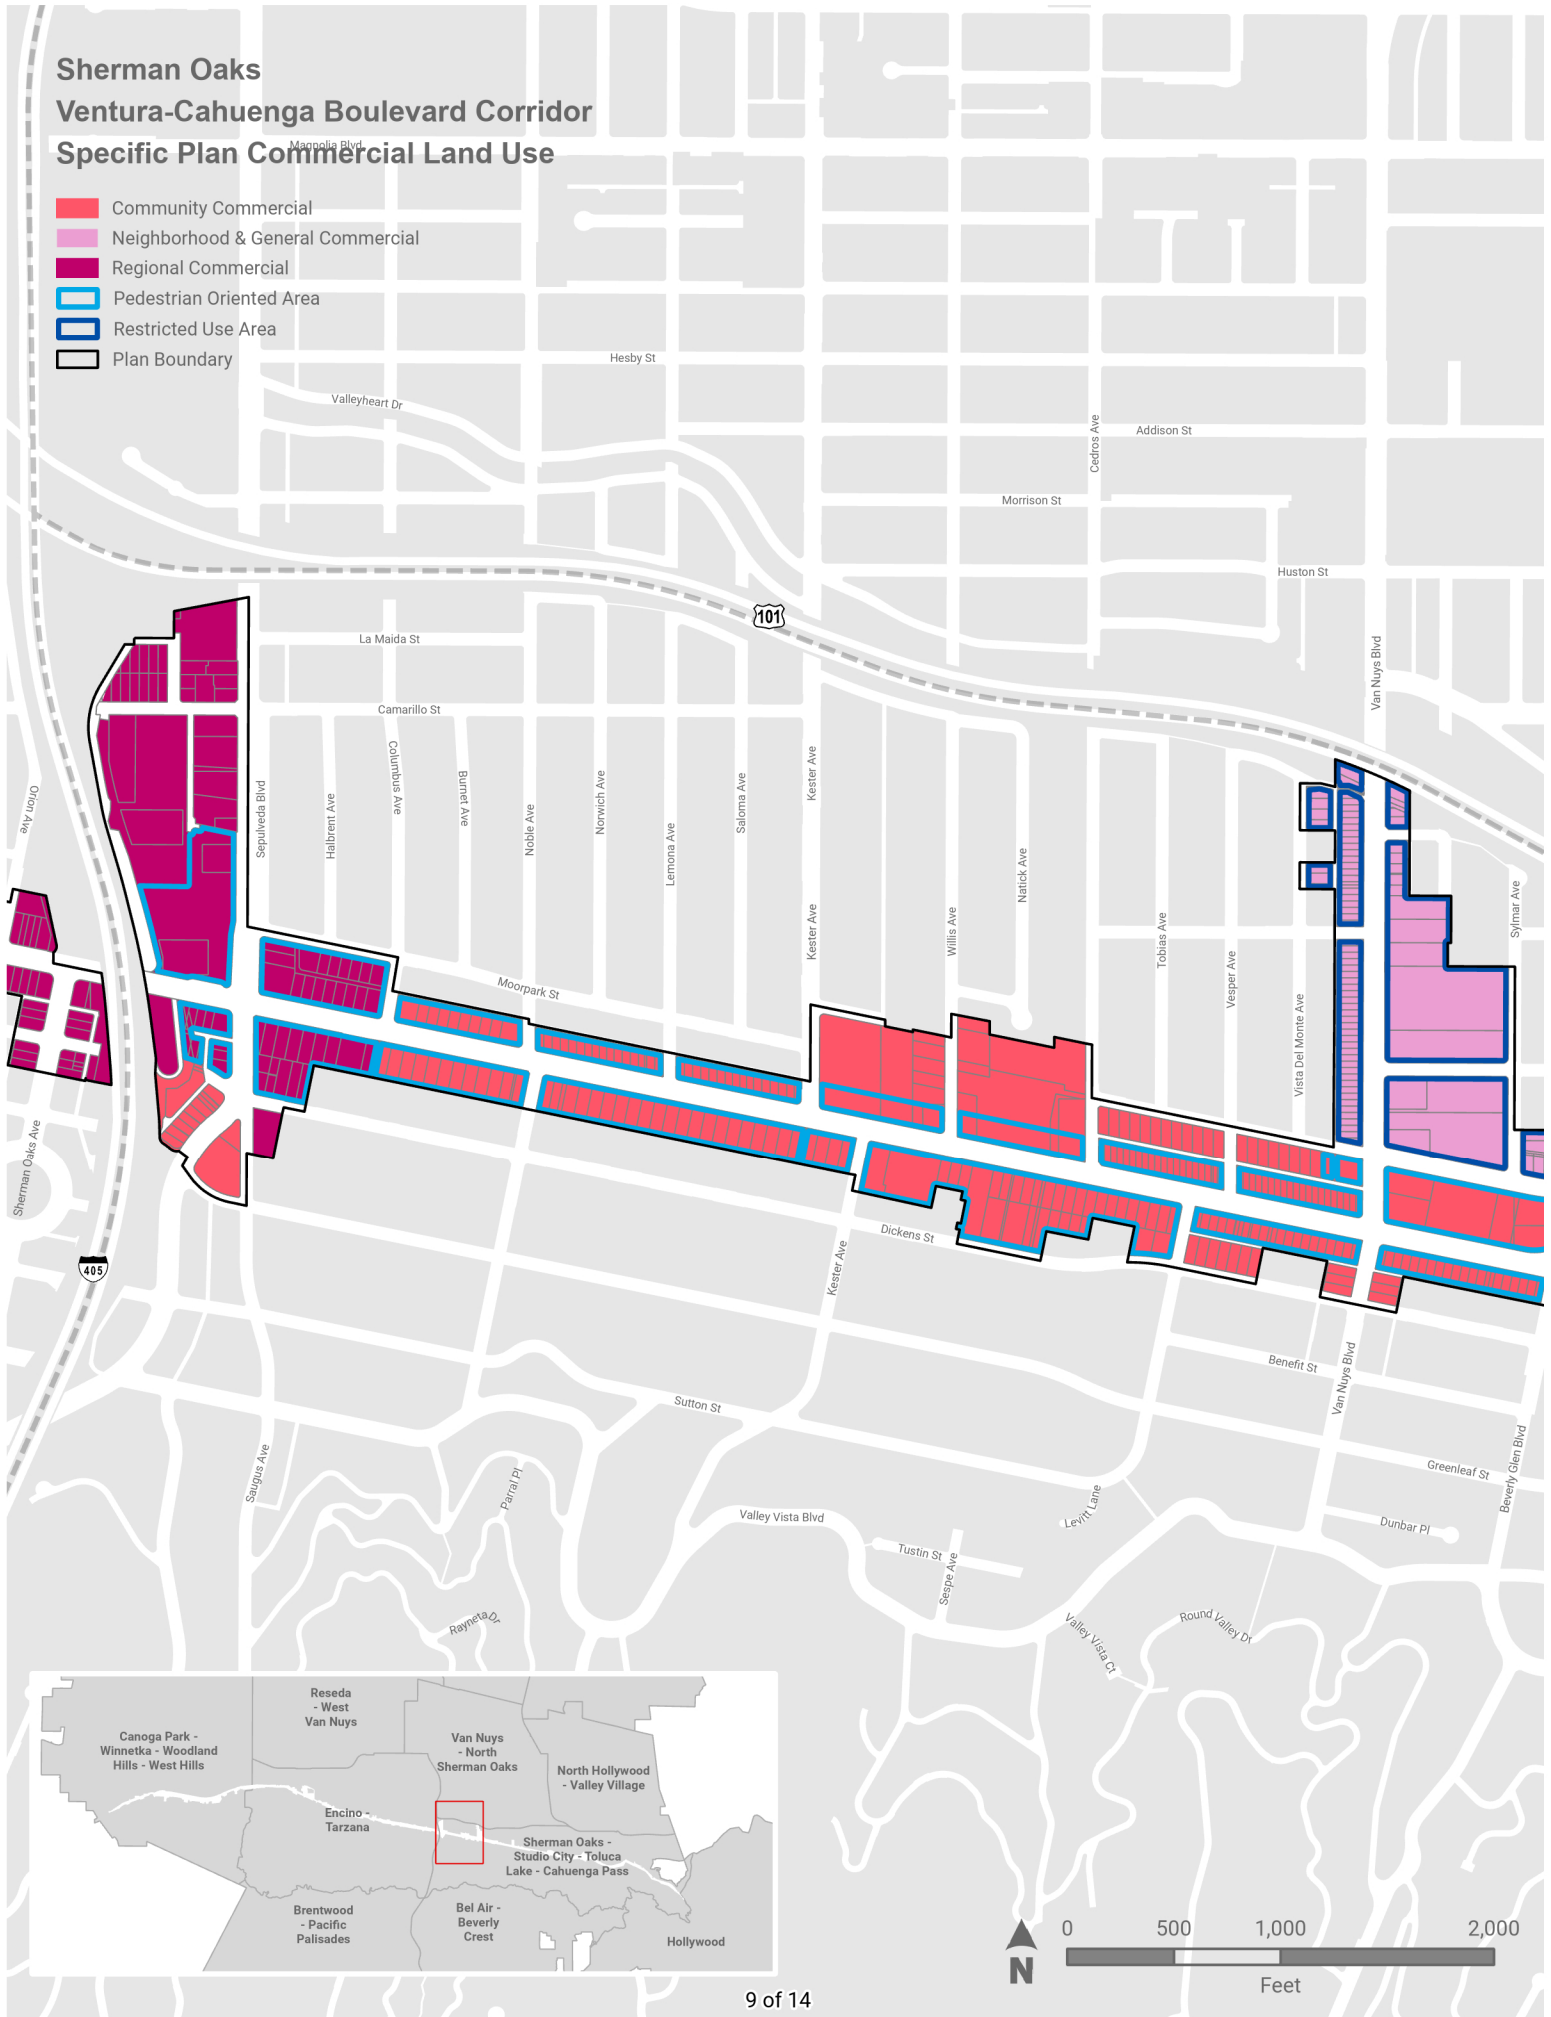 Sherman Oaks
Ventura-Cahuenga Boulevard Corridor
Magnolia Blvd
Specific Plan Commercial Land Use
Community Commercial
Neighborhood & General Commercial
Regional Commercial
Pedestrian Oriented Area
Restricted Use Area
Plan Boundary
Hesby St
Valleyheart Dr
Cedros Ave
Addison St
Morrison St
Huston St
101
La Maida St
Van Nuys Blvd
Camarillo St
Orion Ave
Sepulveda Blvd
Halbrent Ave
Columbus Ave
Burnet Ave
Noble Ave
Norwich Ave
Lemona Ave
Saloma Ave
Kester Ave
Kester Ave
Willis Ave
Natick Ave
Tobias Ave
Vesper Ave
Vista Del Monte Ave
Sylmar Ave
Moorpark St
Sherman Oaks Ave
405
Dickens St
Kester Ave
Benefit St
Van Nuys Blvd
Sutton St
Saugus Ave
Parral Pl
Greenleaf St
Beverly Glen Blvd
Valley Vista Blvd
Levitt Lane
Dunbar Pl
Tustin St
Sespe Ave
Rayneta Dr
Valley Vista Ct
Round Valley Dr
Reseda
- West
Van Nuys
Canoga Park -
Winnetka - Woodland
Hills - West Hills
Van Nuys
- North
Sherman Oaks
North Hollywood
- Valley Village
Encino -
Tarzana
Sherman Oaks -
Studio City - Toluca
Lake - Cahuenga Pass
Brentwood
- Pacific
Palisades
Bel Air -
Beverly
Crest
Hollywood
N
0 500 1,000 2,000
Feet
9 of 14